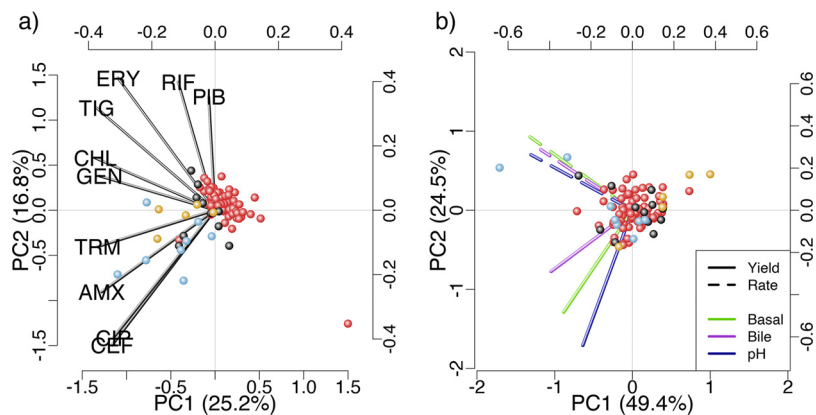 a)
-0.4 -0.2 0.0 0.2 0.4
ERY
RIF
PIB
TIG
CHL
GEN
TRM
AMX
CIP
CEF
PC2 (16.8%)
1.5
1.0
0.5
0.0
-0.5
-1.5
0.4
0.2
0.0
-0.2
-0.4
-1.5 -0.5 0.0 0.5 1.0 1.5
PC1 (25.2%)
b)
-0.6 -0.2 0.0 0.2 0.4 0.6
PC2 (24.5%)
2
1
0
-1
-2
0.6
0.4
0.2
0.0
-0.2
-0.6
Yield
Rate
Basal
Bile
pH
-2 -1 0 1 2
PC1 (49.4%)